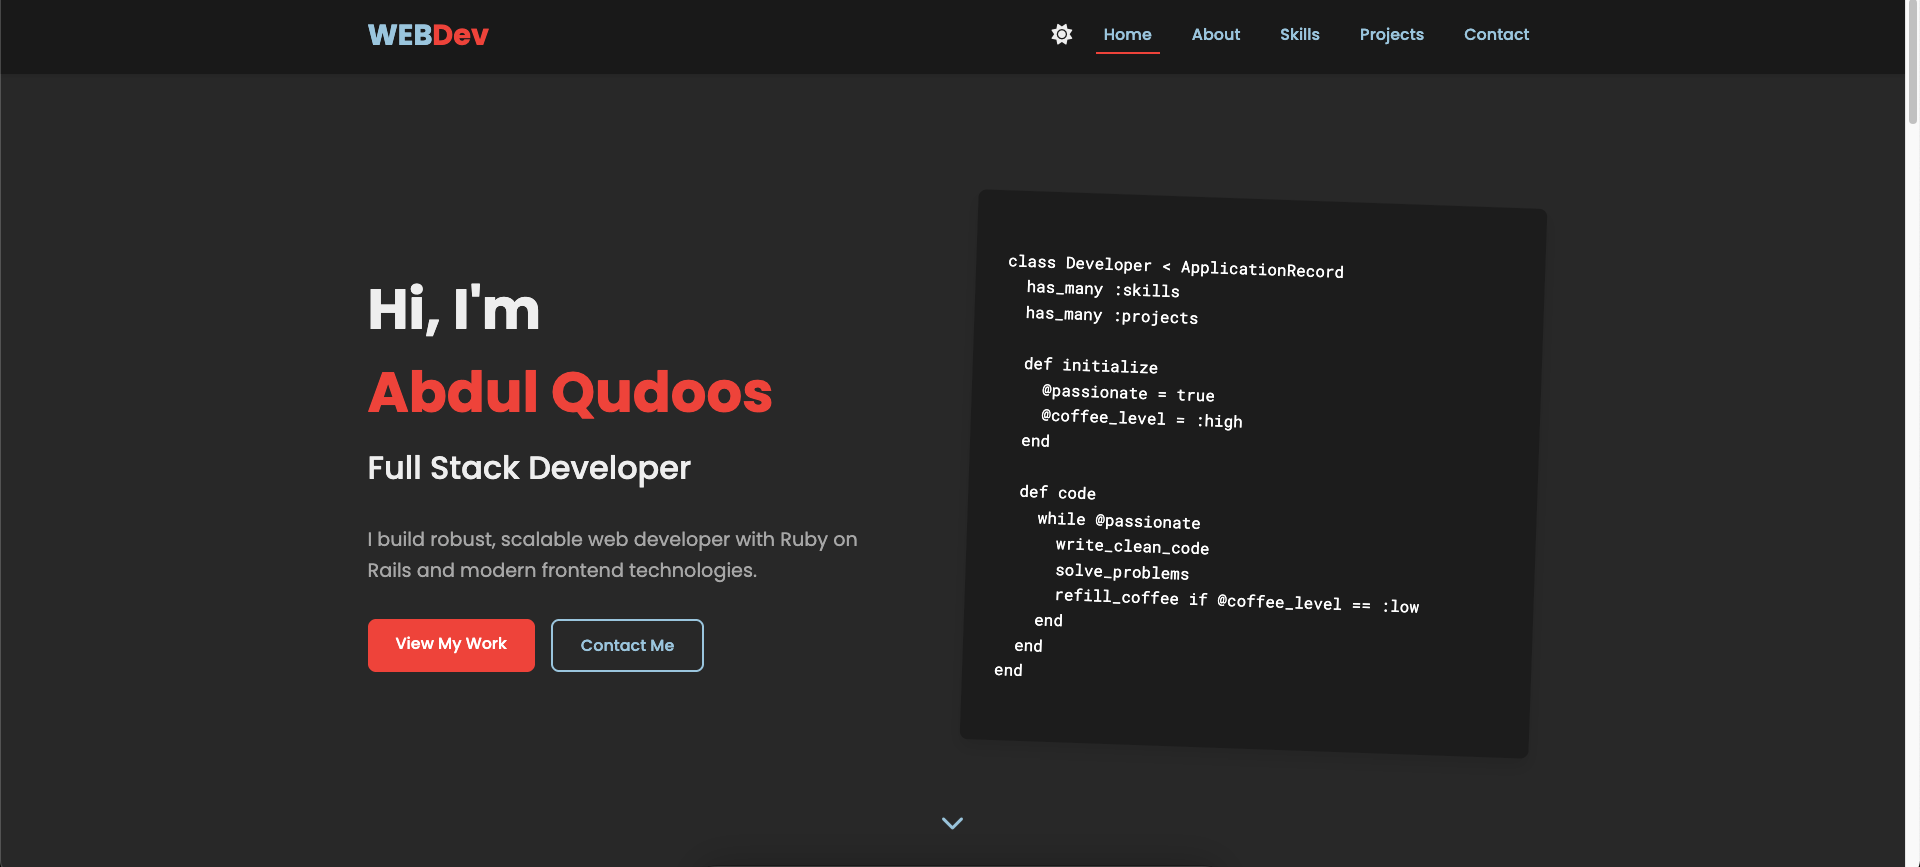 WEBDev
Home About Skills Projects Contact
Hi, I'm
Abdul Qudoos
Full Stack Developer
I build robust, scalable web developer with Ruby on
Rails and modern frontend technologies.
View My Work Contact Me
class Developer < ApplicationRecord
  has_many :skills
  has_many :projects

  def initialize
    @passionate = true
    @coffee_level = :high
  end

  def code
    while @passionate
      write_clean_code
      solve_problems
      refill_coffee if @coffee_level == :low
    end
  end
end